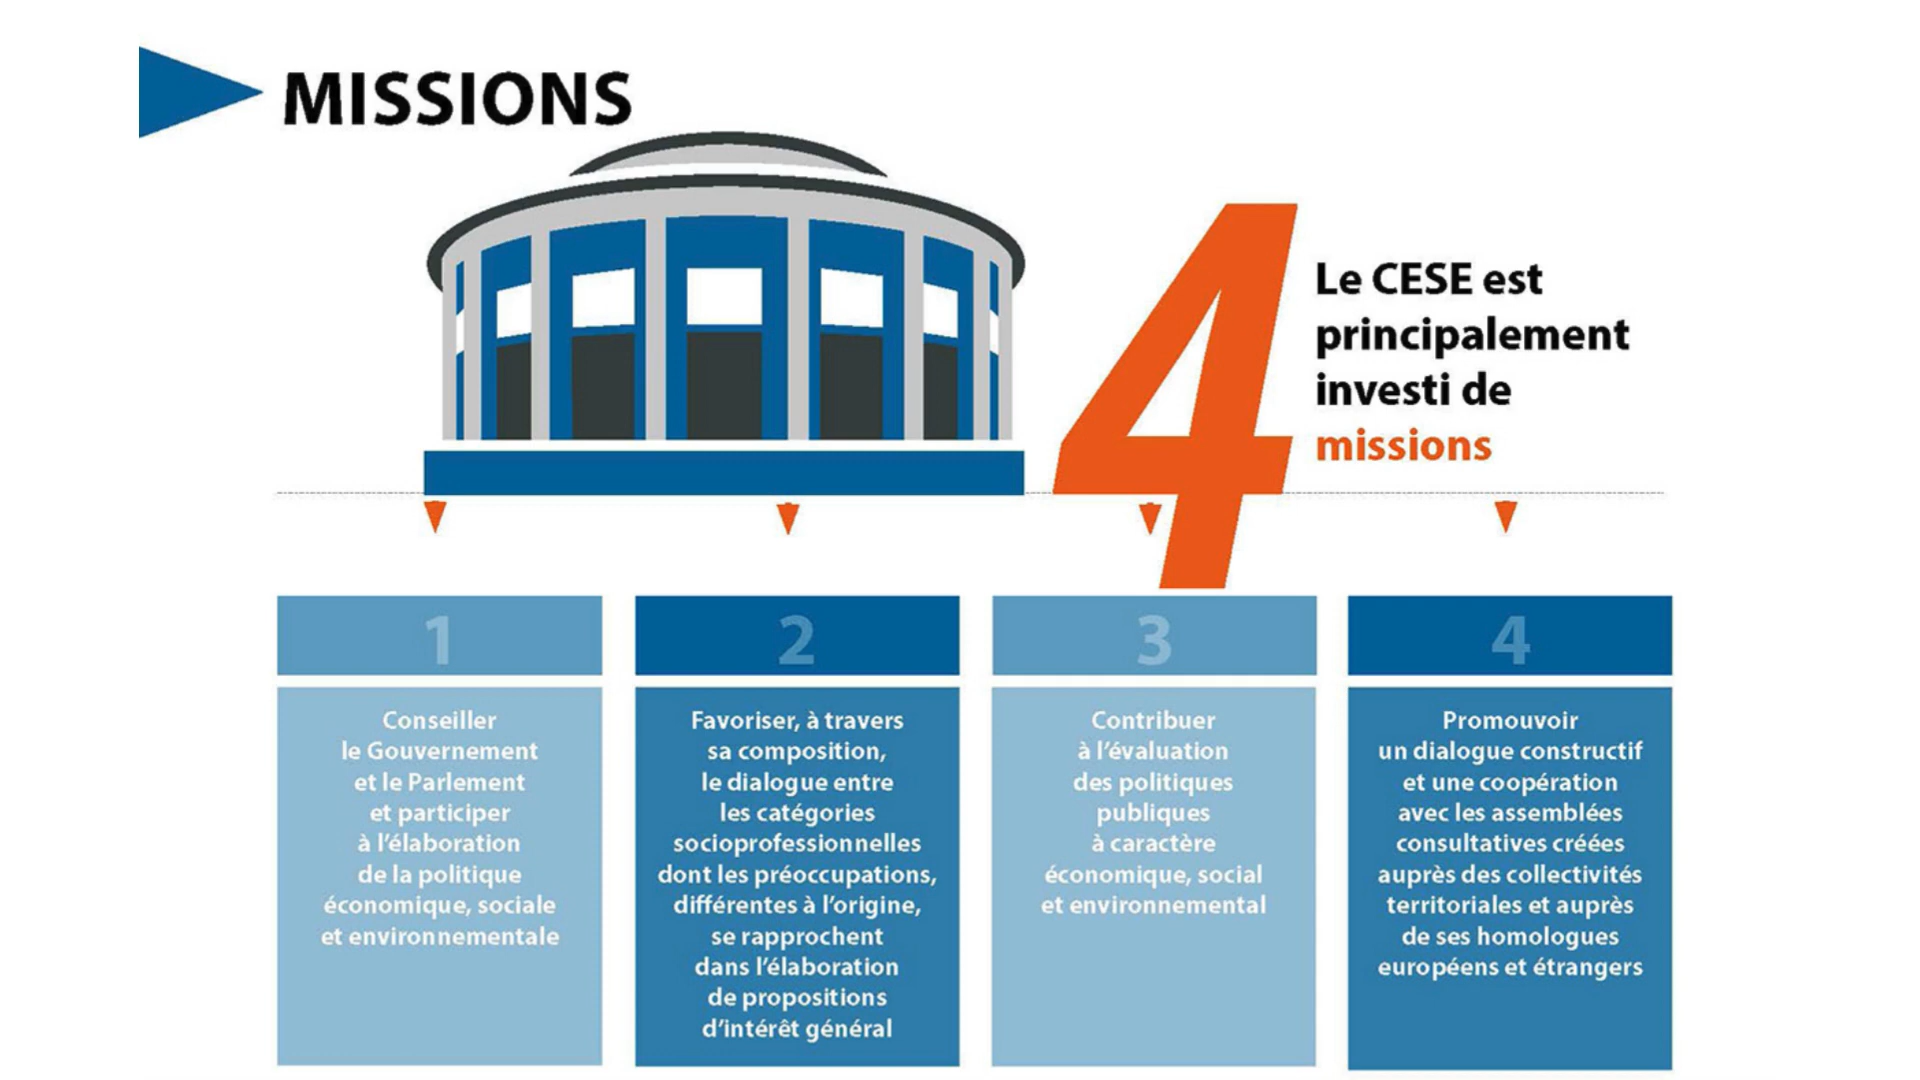 MISSIONS
4
Le CESE est
principalement
investi de
missions
1
Conseiller
le Gouvernement
et le Parlement
et participer
à l'élaboration
de la politique
économique, sociale
et environnementale
2
Favoriser, à travers
sa composition,
le dialogue entre
les catégories
socioprofessionnelles
dont les préoccupations,
différentes à l'origine,
se rapprochent
dans l'élaboration
de propositions
d'intérêt général
3
Contribuer
à l'évaluation
des politiques
publiques
à caractère
économique, social
et environnemental
4
Promouvoir
un dialogue constructif
et une coopération
avec les assemblées
consultatives créées
auprès des collectivités
territoriales et auprès
de ses homologues
européens et étrangers